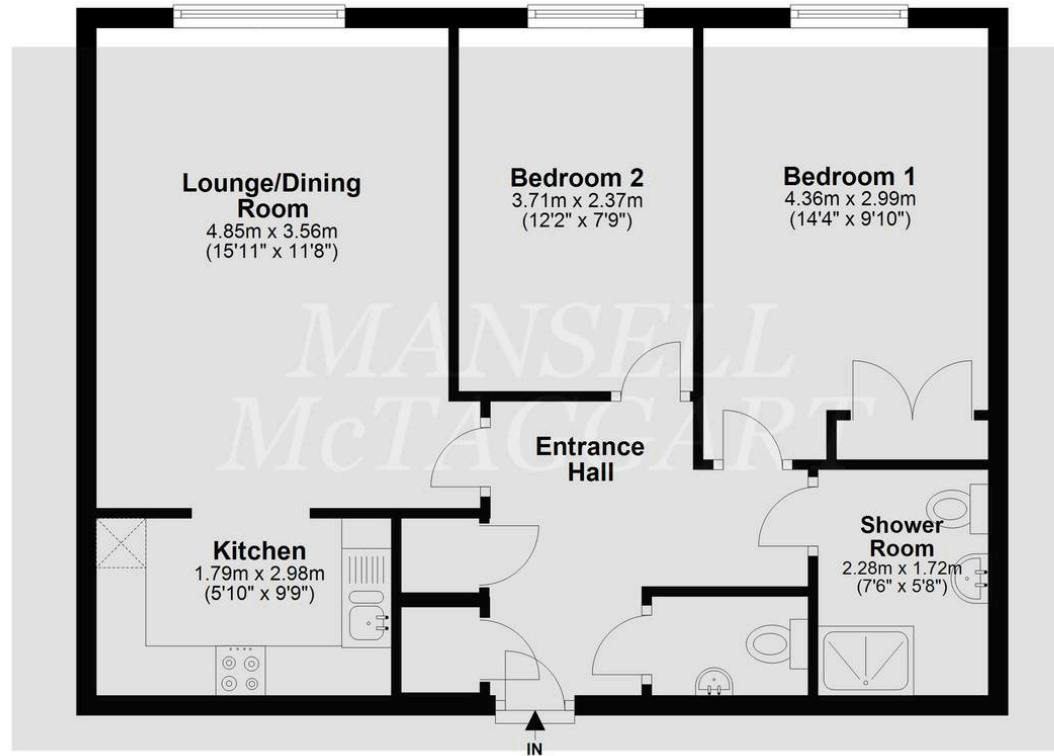 Lounge/Dining
Room
4.85m x 3.56m
(15'11" x 11'8")
Bedroom 2
3.71m x 2.37m
(12'2" x 7'9")
Bedroom 1
4.36m x 2.99m
(14'4" x 9'10")
MANSELL
McTAGGART
Entrance
Hall
Kitchen
1.79m x 2.98m
(5'10" x 9'9")
Shower
Room
2.28m x 1.72m
(7'6" x 5'8")
IN